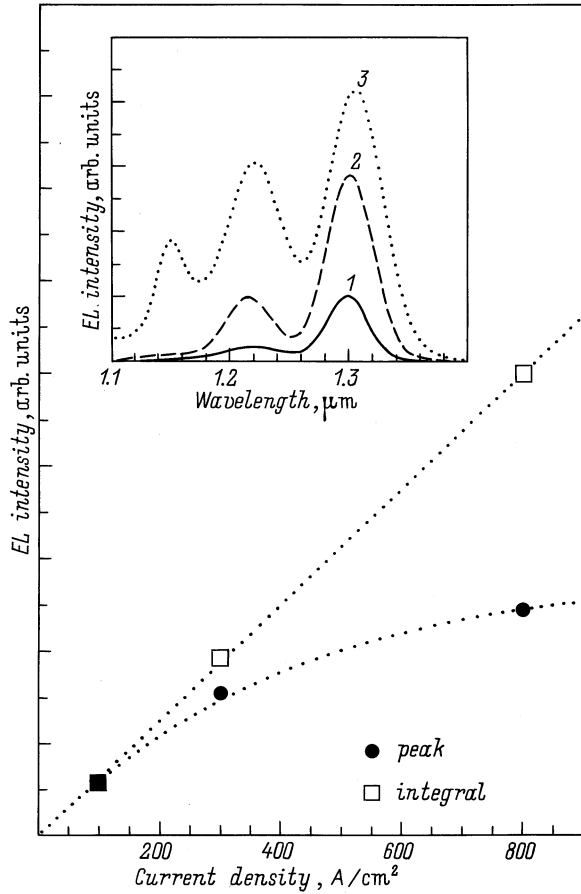 3
2
1
EL intensity, arb. units
1.1 1.2 1.3
Wavelength, μm
EL intensity, arb. units
peak
integral
200 400 600 800
Current density, A/cm²